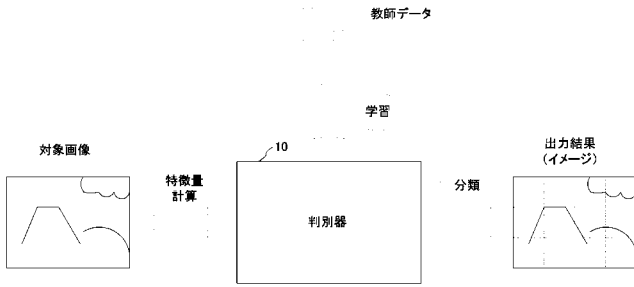 教師データ
学習
対象画像
特徴量
計算
10
判別器
分類
出力結果
(イメージ)